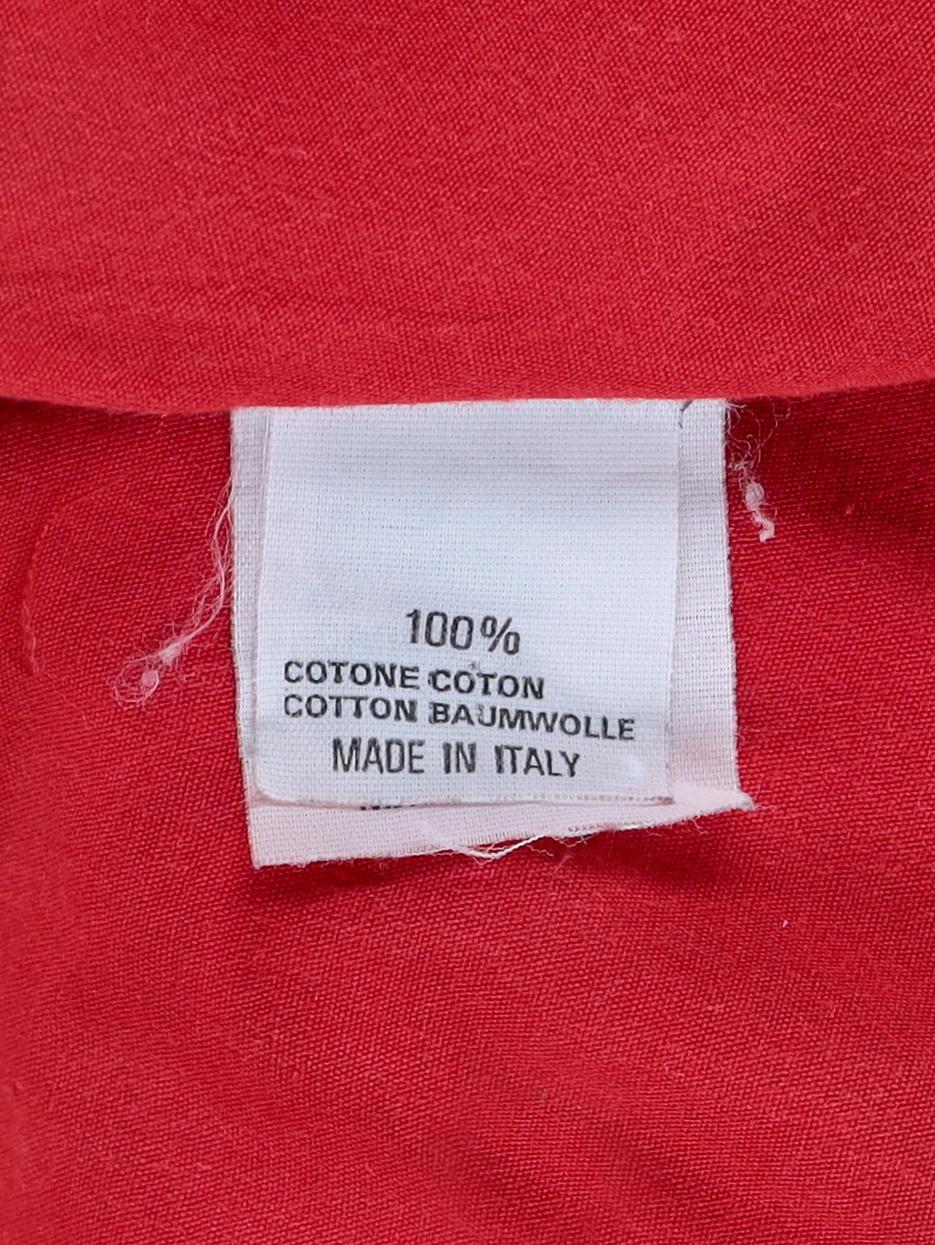 100%
COTONE COTON
COTTON BAUMWOLLE
MADE IN ITALY